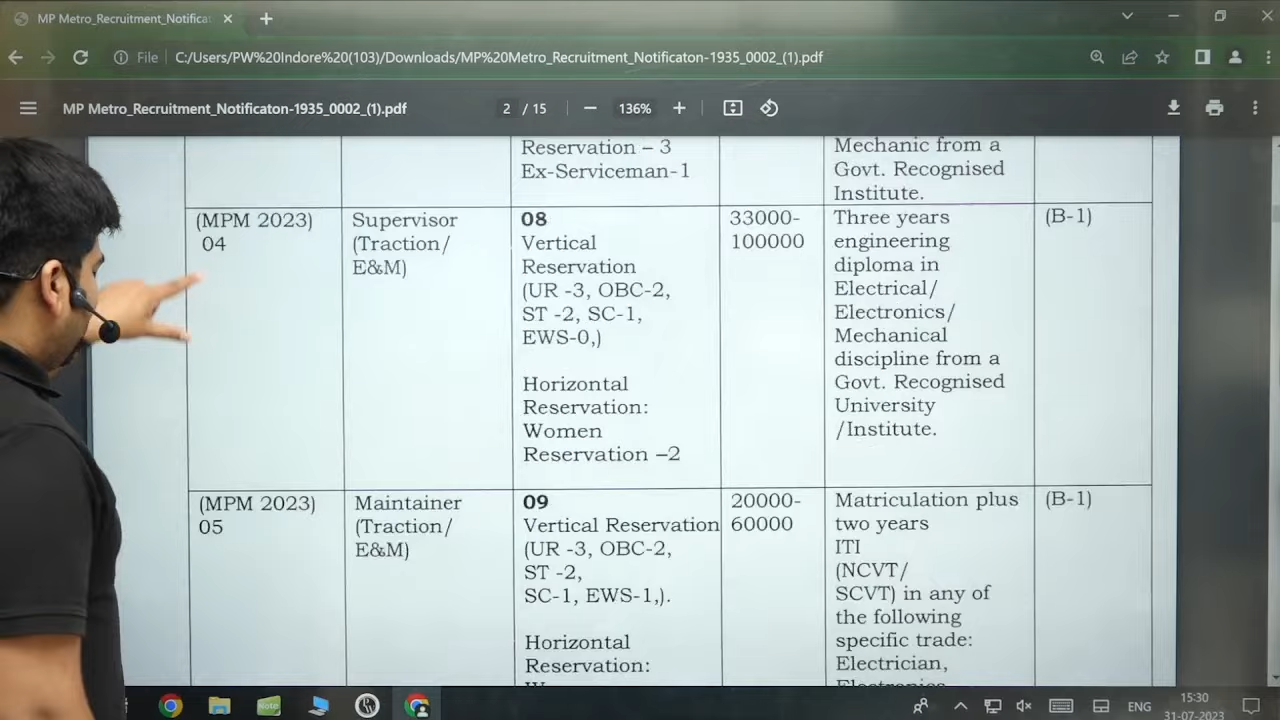 MP Metro_Recruitment_Notifica
File
C:/Users/PW%20Indore%20(103)/Downloads/MP%20Metro_Recruitment_Notificaton-1935_0002_(1).pdf
MP Metro_Recruitment_Notificaton-1935_0002_(1).pdf
2 / 15
136%
Reservation – 3
Ex-Serviceman-1
Mechanic from a
Govt. Recognised
Institute.
(MPM 2023)
04
Supervisor
(Traction/
E&M)
08
Vertical
Reservation
(UR -3, OBC-2,
ST -2, SC-1,
EWS-0,)
Horizontal
Reservation:
Women
Reservation –2
33000-
100000
Three years
engineering
diploma in
Electrical/
Electronics/
Mechanical
discipline from a
Govt. Recognised
University
/Institute.
(B-1)
(MPM 2023)
05
Maintainer
(Traction/
E&M)
09
Vertical Reservation
(UR -3, OBC-2,
ST -2,
SC-1, EWS-1,).
Horizontal
Reservation:
20000-
60000
Matriculation plus
two years
ITI
(NCVT/
SCVT) in any of
the following
specific trade:
Electrician,
Electronics
(B-1)
Note
ENG
15:30
31-07-2023